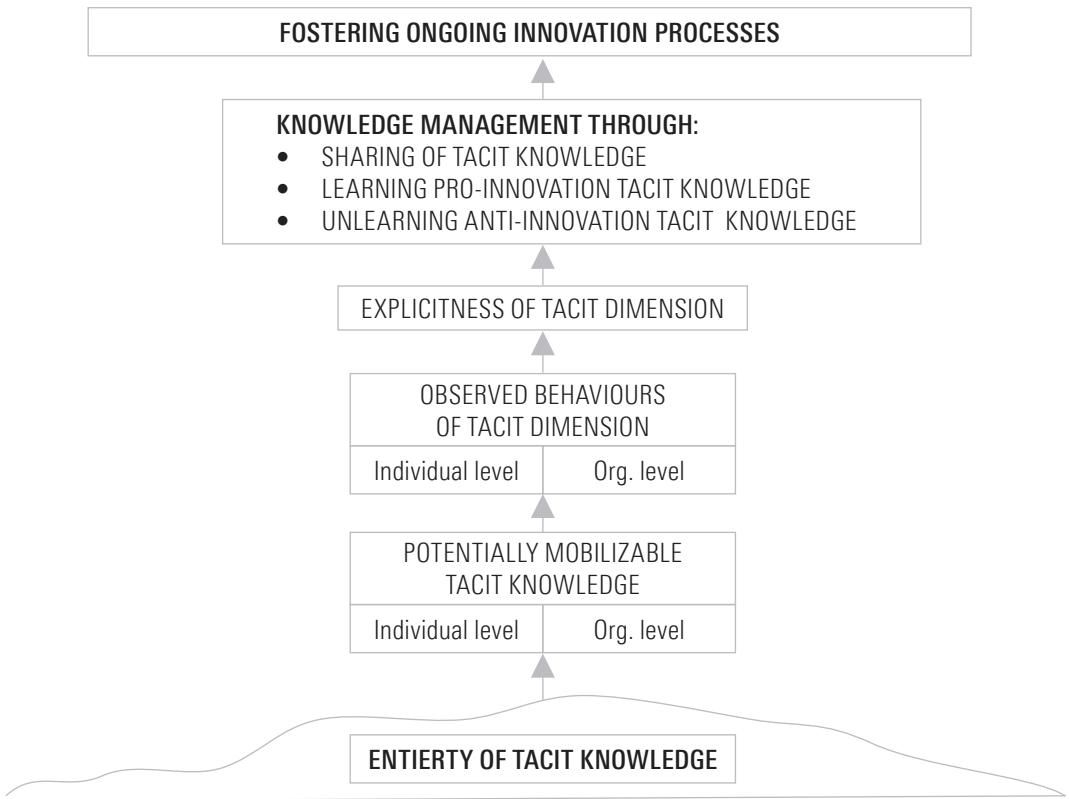 FOSTERING ONGOING INNOVATION PROCESSES
KNOWLEDGE MANAGEMENT THROUGH:
• SHARING OF TACIT KNOWLEDGE
• LEARNING PRO-INNOVATION TACIT KNOWLEDGE
• UNLEARNING ANTI-INNOVATION TACIT KNOWLEDGE
EXPLICITNESS OF TACIT DIMENSION
OBSERVED BEHAVIOURS
OF TACIT DIMENSION
Individual level Org. level
POTENTIALLY MOBILIZABLE
TACIT KNOWLEDGE
Individual level Org. level
ENTIERTY OF TACIT KNOWLEDGE